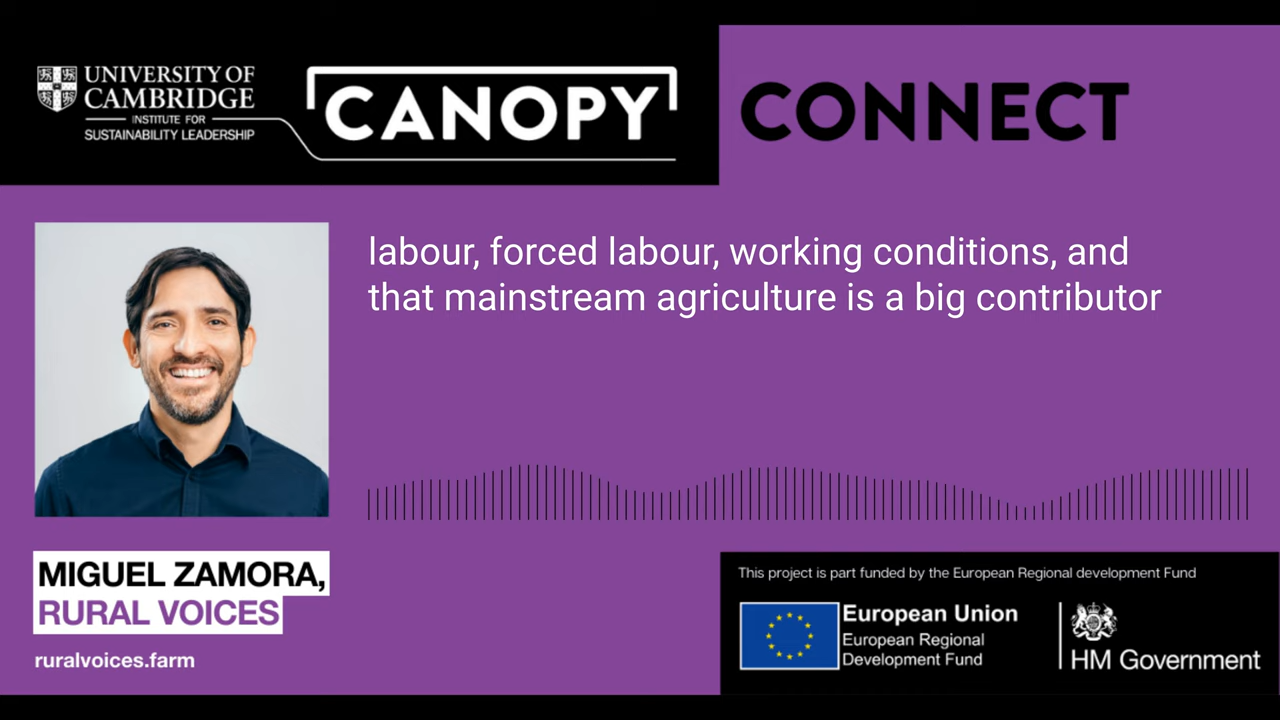 UNIVERSITY OF
CAMBRIDGE
INSTITUTE FOR
SUSTAINABILITY LEADERSHIP
CANOPY
CONNECT
labour, forced labour, working conditions, and
that mainstream agriculture is a big contributor
MIGUEL ZAMORA,
RURAL VOICES
ruralvoices.farm
This project is part funded by the European Regional development Fund
European Union
European Regional
Development Fund
HM Government